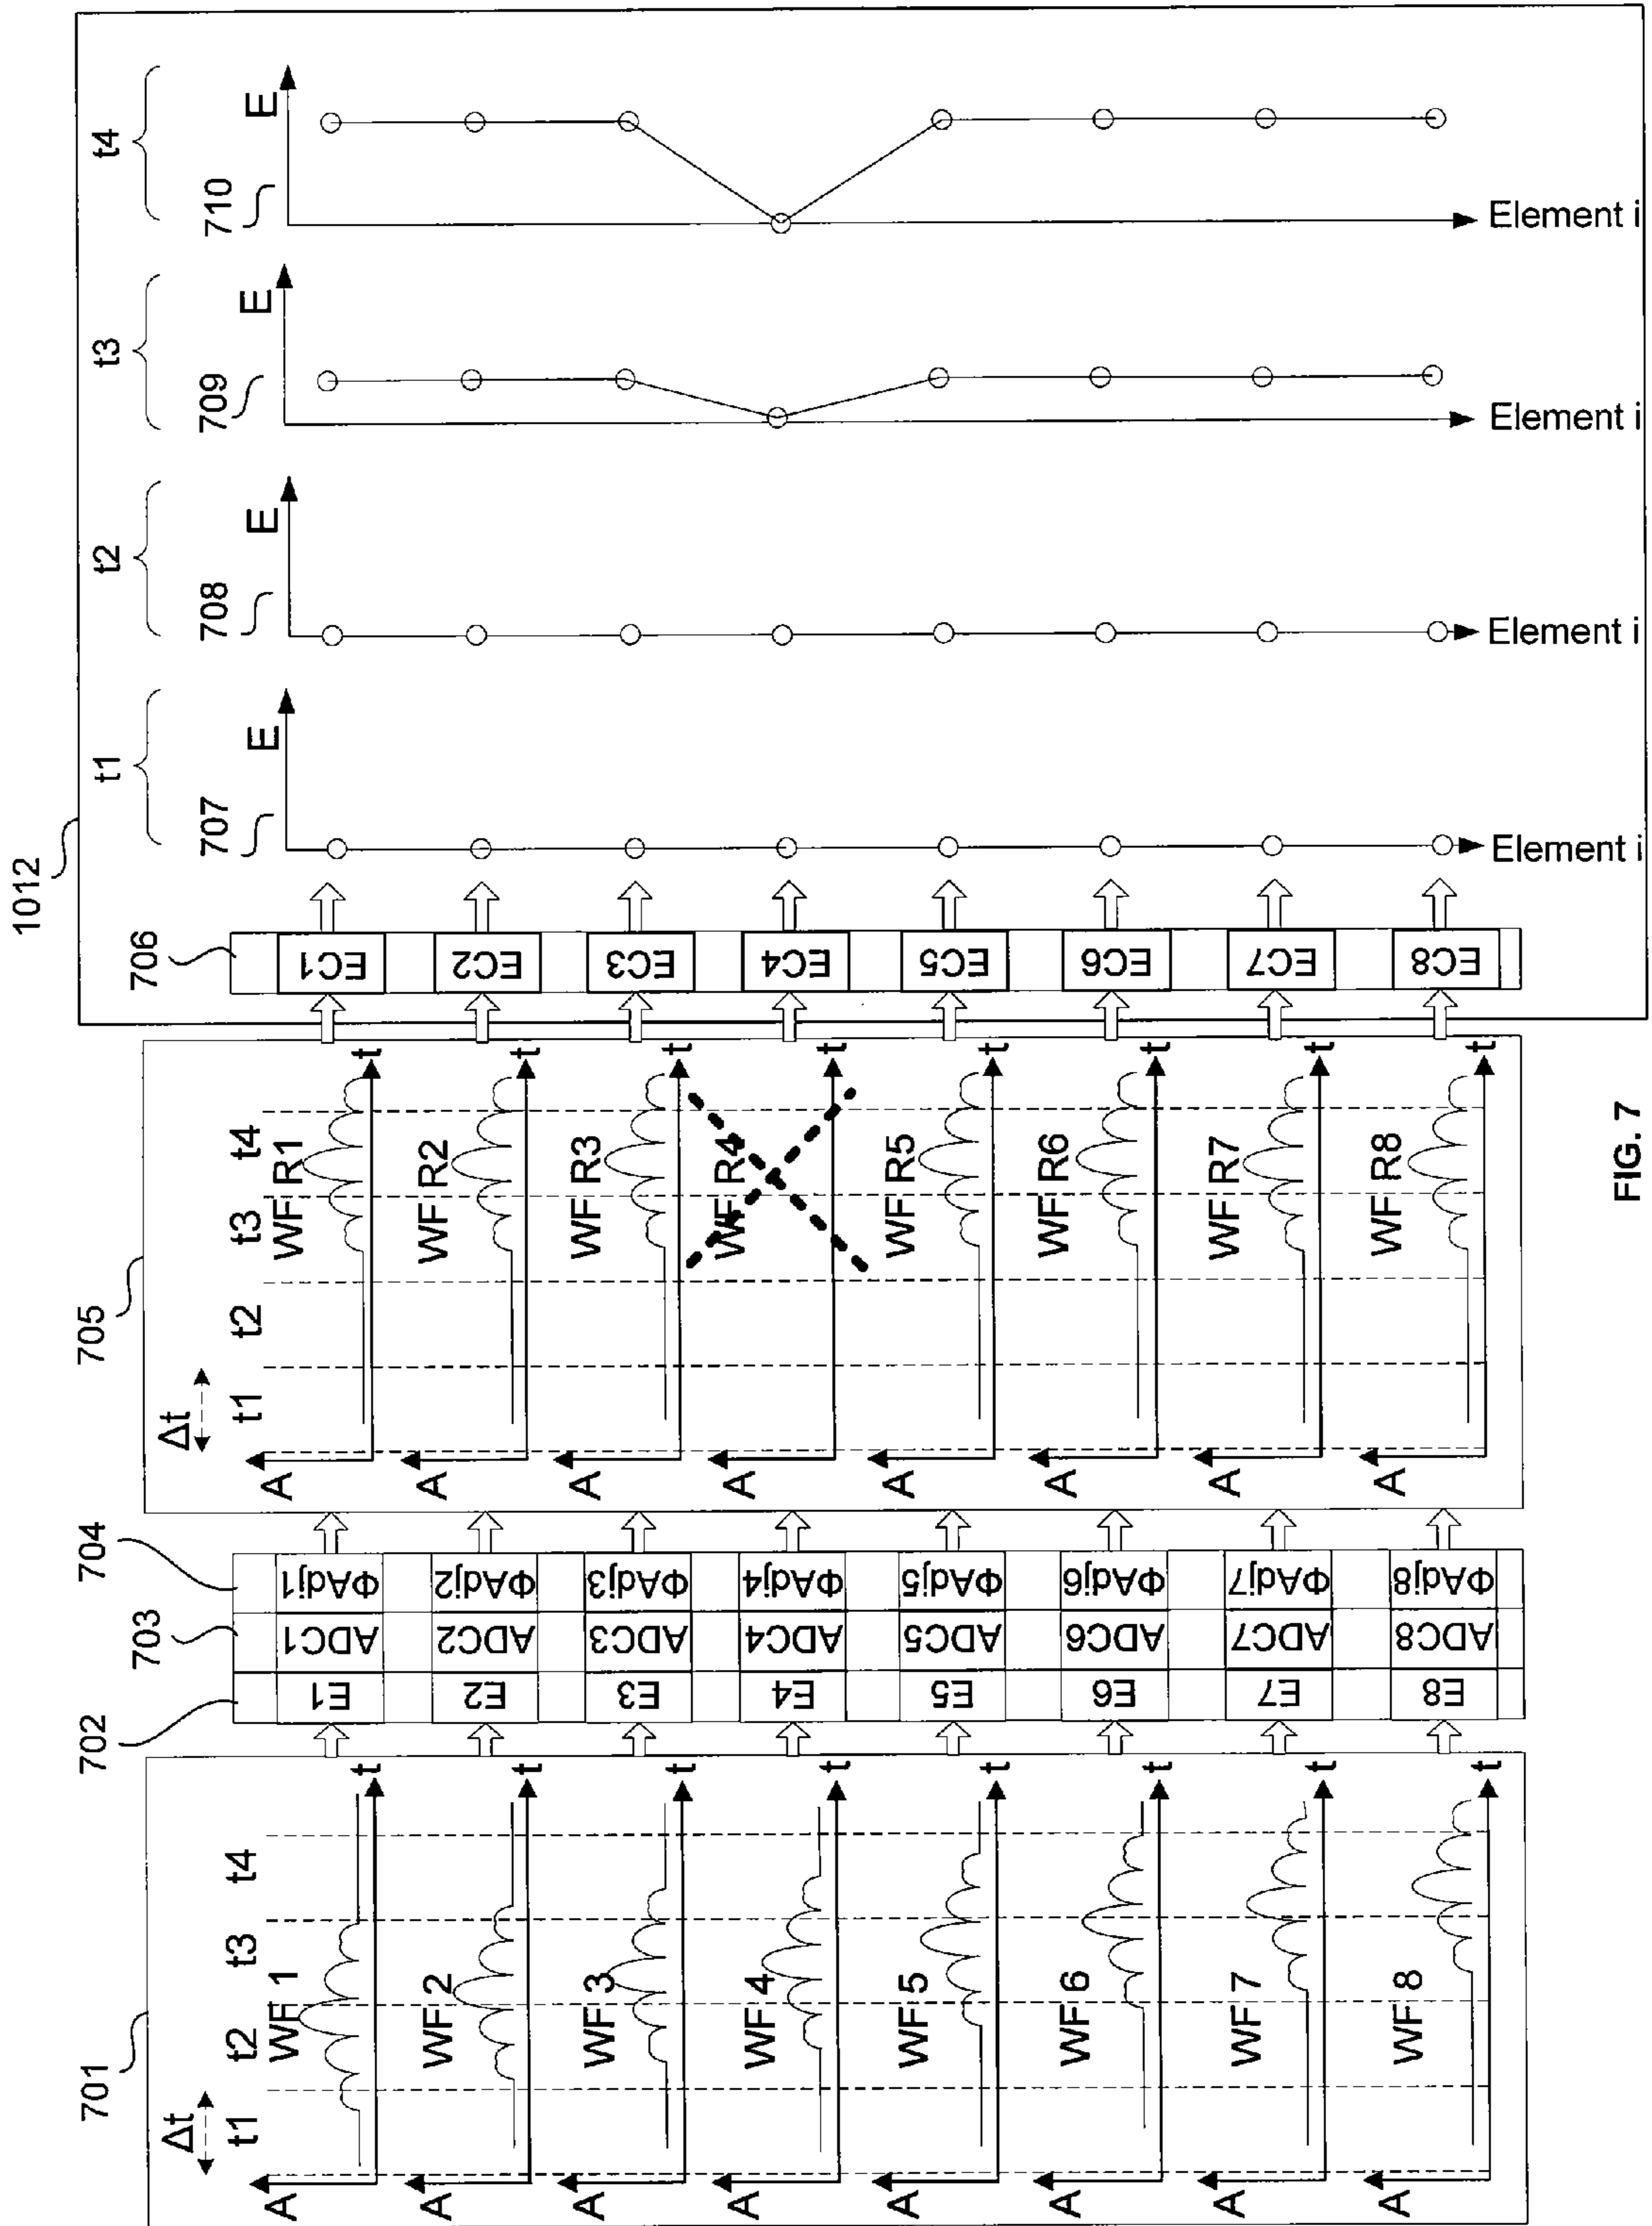 1012
t1
t2
t3
t4
707
708
709
710
E
E
E
E
Element i
Element i
Element i
Element i
706
EC1
EC2
EC3
EC4
EC5
EC6
EC7
EC8
705
Δt
t1
t2
t3
t4
A
WF R1
t
A
WF R2
t
A
WF R3
t
A
WF R4
t
A
WF R5
t
A
WF R6
t
A
WF R7
t
A
WF R8
t
704
703
702
ΦAdj1
ΦAdj2
ΦAdj3
ΦAdj4
ΦAdj5
ΦAdj6
ΦAdj7
ΦAdj8
ADC1
ADC2
ADC3
ADC4
ADC5
ADC6
ADC7
ADC8
E1
E2
E3
E4
E5
E6
E7
E8
701
Δt
t1
t2
t3
t4
A
WF 1
t
A
WF 2
t
A
WF 3
t
A
WF 4
t
A
WF 5
t
A
WF 6
t
A
WF 7
t
A
WF 8
t
FIG. 7